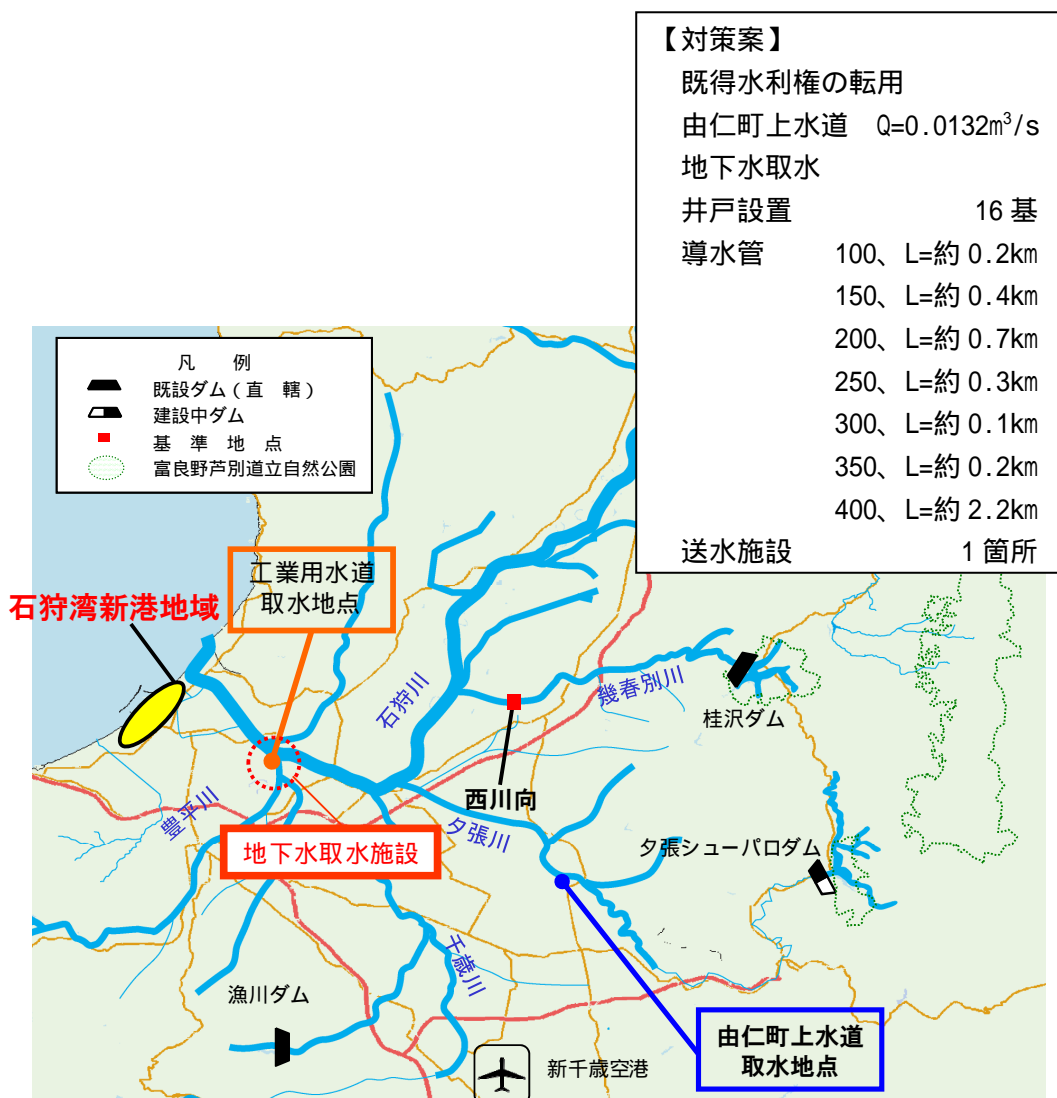 【対策案】
既得水利権の転用
由仁町上水道 Q=0.0132m³/s
地下水取水
井戸設置 16 基
導水管 100、L=約 0.2km
150、L=約 0.4km
200、L=約 0.7km
250、L=約 0.3km
300、L=約 0.1km
350、L=約 0.2km
400、L=約 2.2km
送水施設 1 箇所
凡 例
既設ダム(直 轄)
建設中ダム
基 準 地 点
富良野芦別道立自然公園
工業用水道
取水地点
石狩湾新港地域
石狩川
幾春別川
桂沢ダム
西川向
豊平川
夕張川
地下水取水施設
夕張シューパロダム
千歳川
漁川ダム
由仁町上水道
取水地点
新千歳空港